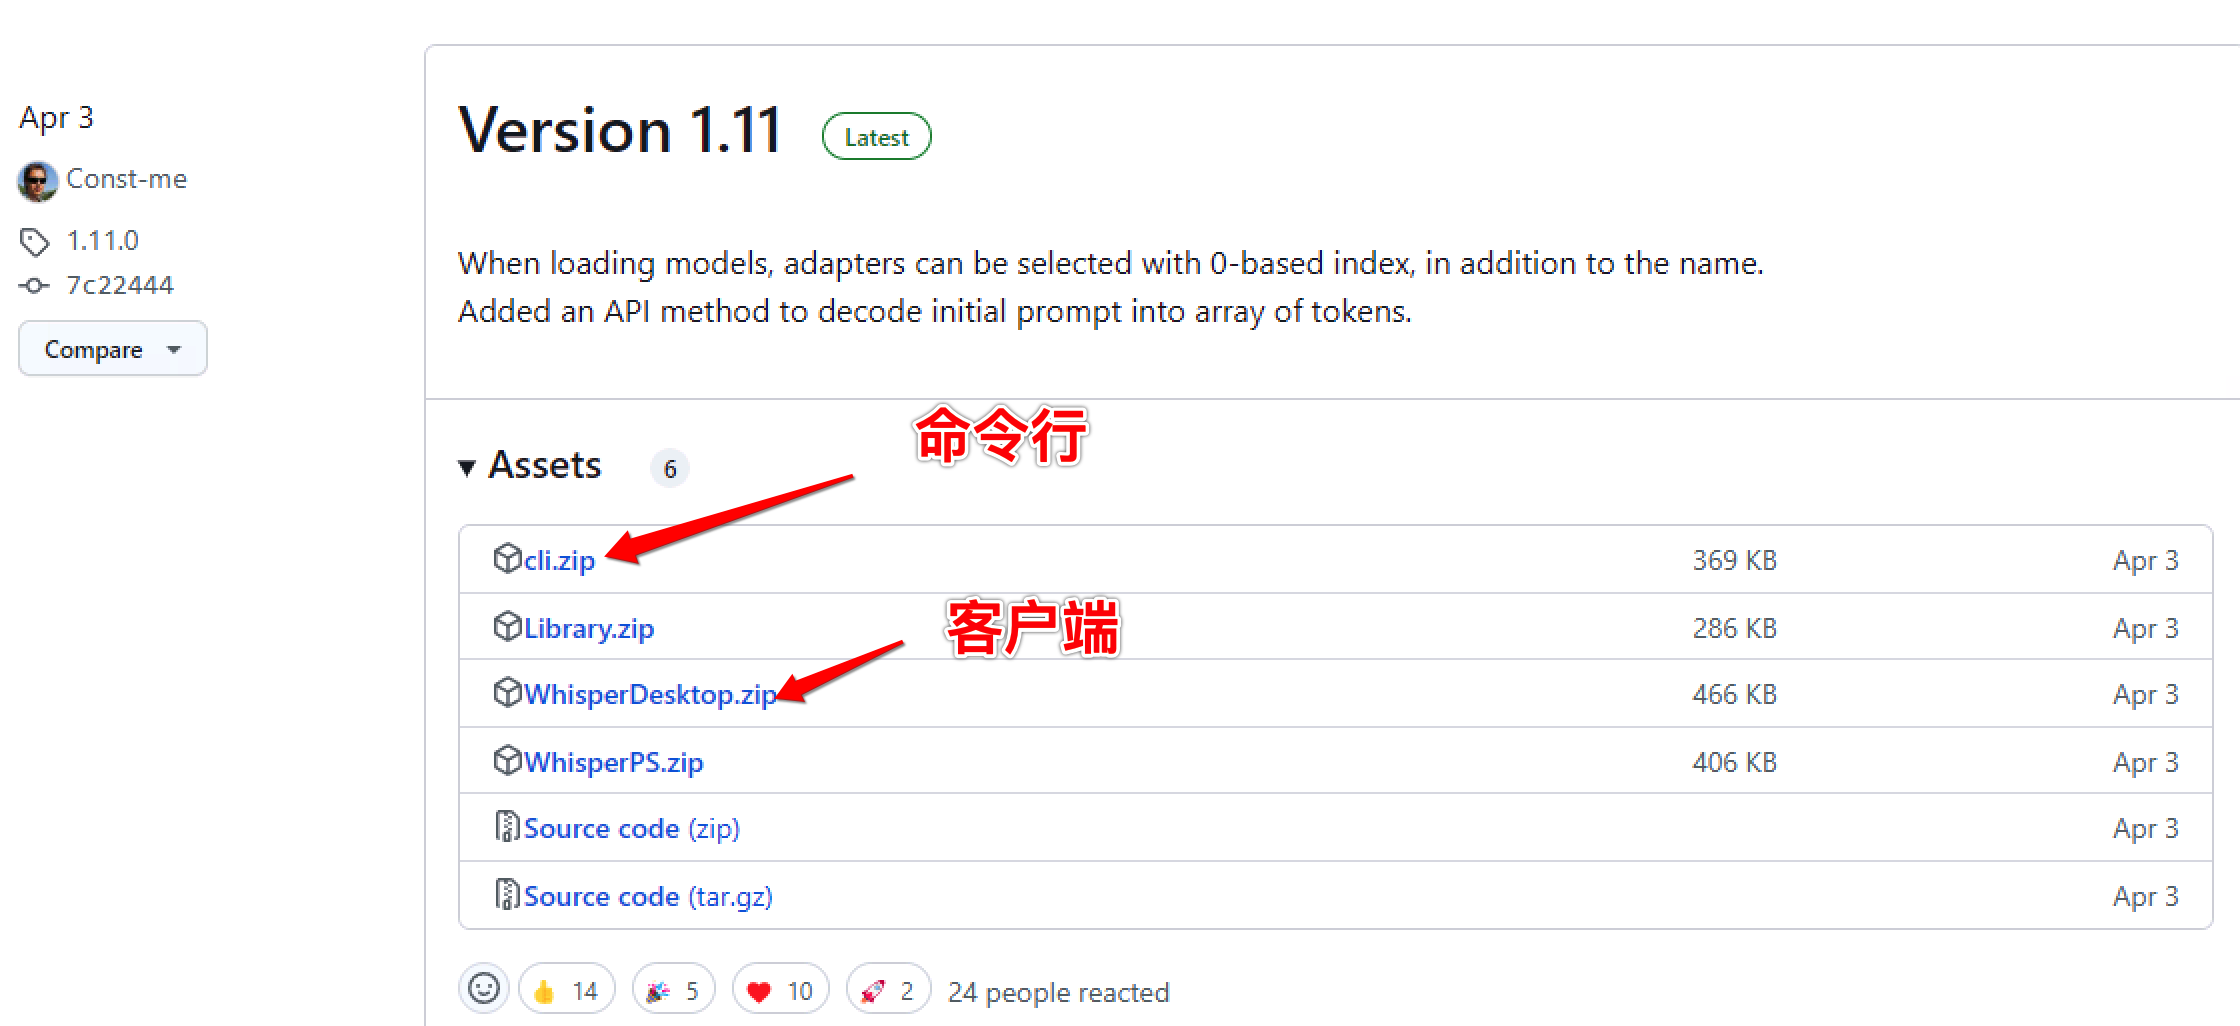 Apr 3
Const-me
1.11.0
7c22444
Compare
Version 1.11 Latest
When loading models, adapters can be selected with 0-based index, in addition to the name.
Added an API method to decode initial prompt into array of tokens.
命令行
Assets 6
cli.zip 369 KB Apr 3
客户端
Library.zip 286 KB Apr 3
WhisperDesktop.zip 466 KB Apr 3
WhisperPS.zip 406 KB Apr 3
Source code (zip) Apr 3
Source code (tar.gz) Apr 3
14 5 10 2 24 people reacted